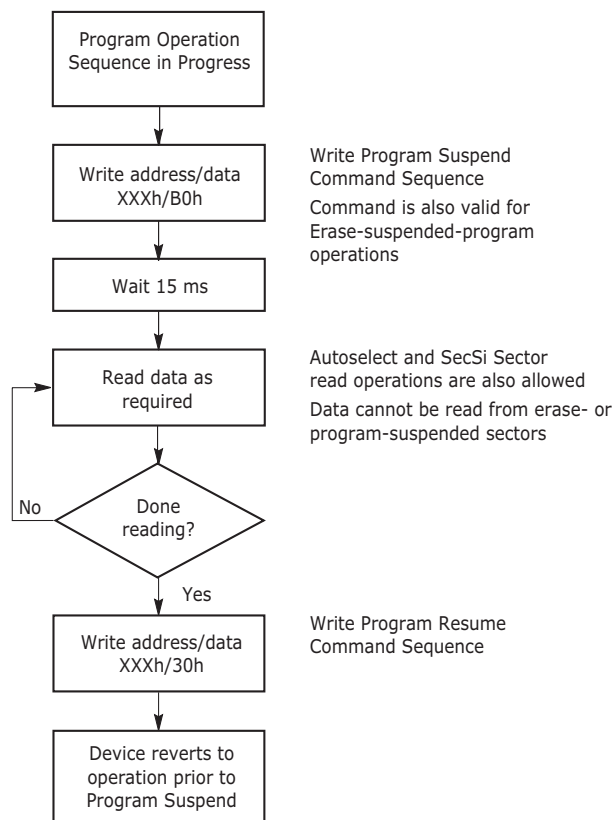 Program Operation
Sequence in Progress
Write address/data
XXXh/B0h
Write Program Suspend
Command Sequence
Command is also valid for
Erase-suspended-program
operations
Wait 15 ms
Read data as
required
Autoselect and SecSi Sector
read operations are also allowed
Data cannot be read from erase- or
program-suspended sectors
No
Done
reading?
Yes
Write address/data
XXXh/30h
Write Program Resume
Command Sequence
Device reverts to
operation prior to
Program Suspend